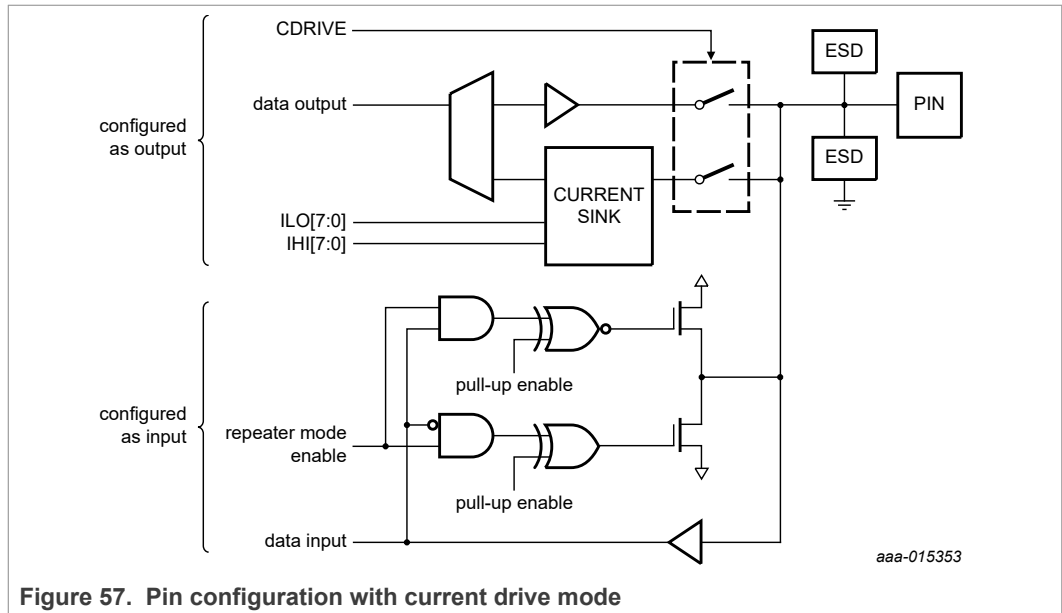 CDRIVE
ESD
data output
PIN
configured
as output
ESD
CURRENT
SINK
ILO[7:0]
IHI[7:0]
pull-up enable
configured
as input
repeater mode
enable
pull-up enable
data input
aaa-015353
Figure 57. Pin configuration with current drive mode